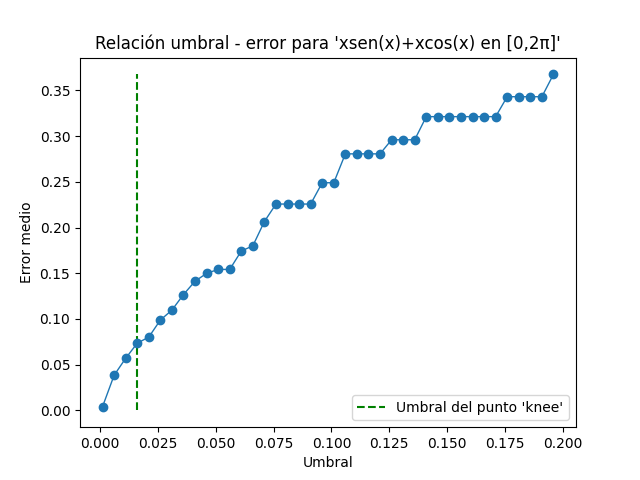 Relación umbral - error para 'xsen(x)+xcos(x) en [0,2π]'
Error medio
0.35
0.30
0.25
0.20
0.15
0.10
0.05
0.00
Umbral del punto 'knee'
0.000 0.025 0.050 0.075 0.100 0.125 0.150 0.175 0.200
Umbral